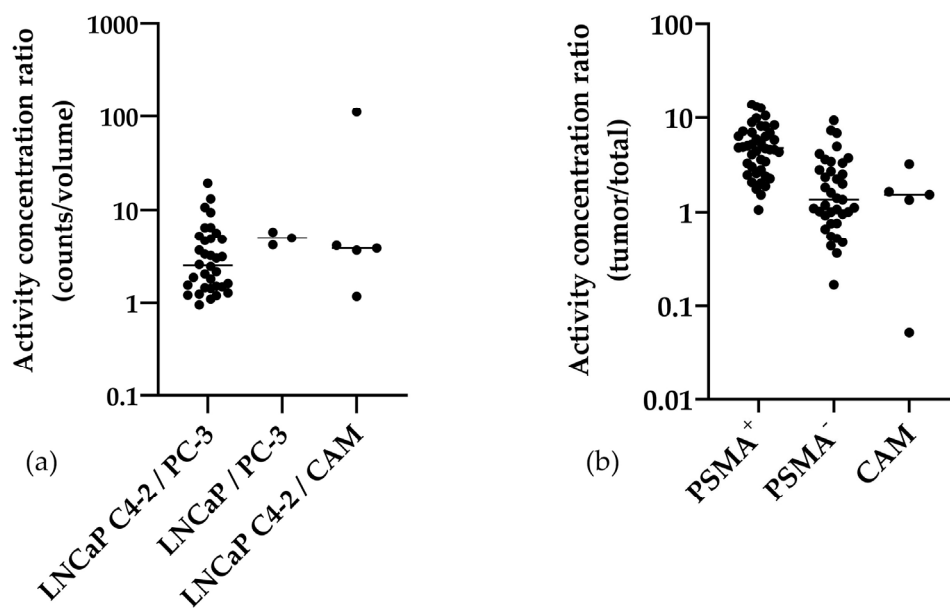 Activity concentration ratio
(counts/volume)
1000
100
10
1
0.1
LNCaP C4-2 / PC-3
LNCaP / PC-3
LNCaP C4-2 / CAM
(a)
Activity concentration ratio
(tumor/total)
100
10
1
0.1
0.01
PSMA⁺
PSMA⁻
CAM
(b)